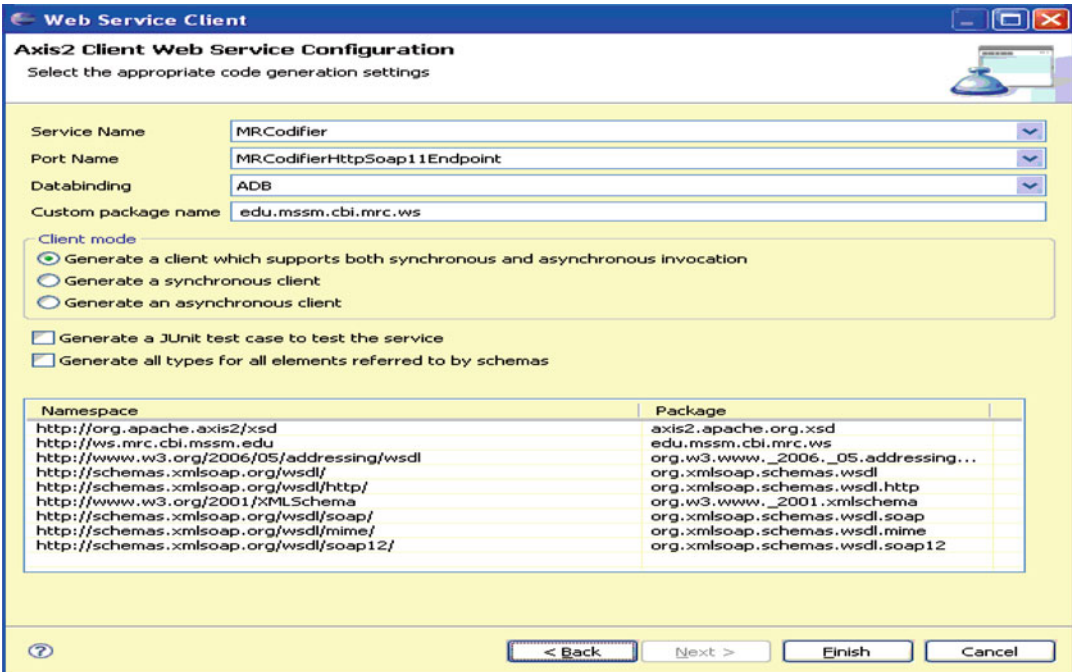 Web Service Client
Axis2 Client Web Service Configuration
Select the appropriate code generation settings
Service Name MRCodifier
Port Name MRCodifierHttpSoap11Endpoint
Databinding ADB
Custom package name edu.mssm.cbi.mrc.ws
Client mode
Generate a client which supports both synchronous and asynchronous invocation
Generate a synchronous client
Generate an asynchronous client
Generate a JUnit test case to test the service
Generate all types for all elements referred to by schemas
Namespace Package
http://org.apache.axis2/xsd axis2.apache.org.xsd
http://ws.mrc.cbi.mssm.edu edu.mssm.cbi.mrc.ws
http://www.w3.org/2006/05/addressing/wsdl org.w3.www._2006._05.addressing...
http://schemas.xmlsoap.org/wsdl/ org.xmlsoap.schemas.wsdl
http://schemas.xmlsoap.org/wsdl/http/ org.xmlsoap.schemas.wsdl.http
http://www.w3.org/2001/XMLSchema org.w3.www._2001.xmlschema
http://schemas.xmlsoap.org/wsdl/soap/ org.xmlsoap.schemas.wsdl.soap
http://schemas.xmlsoap.org/wsdl/mime/ org.xmlsoap.schemas.wsdl.mime
http://schemas.xmlsoap.org/wsdl/soap12/ org.xmlsoap.schemas.wsdl.soap12
? < Back Next > Finish Cancel